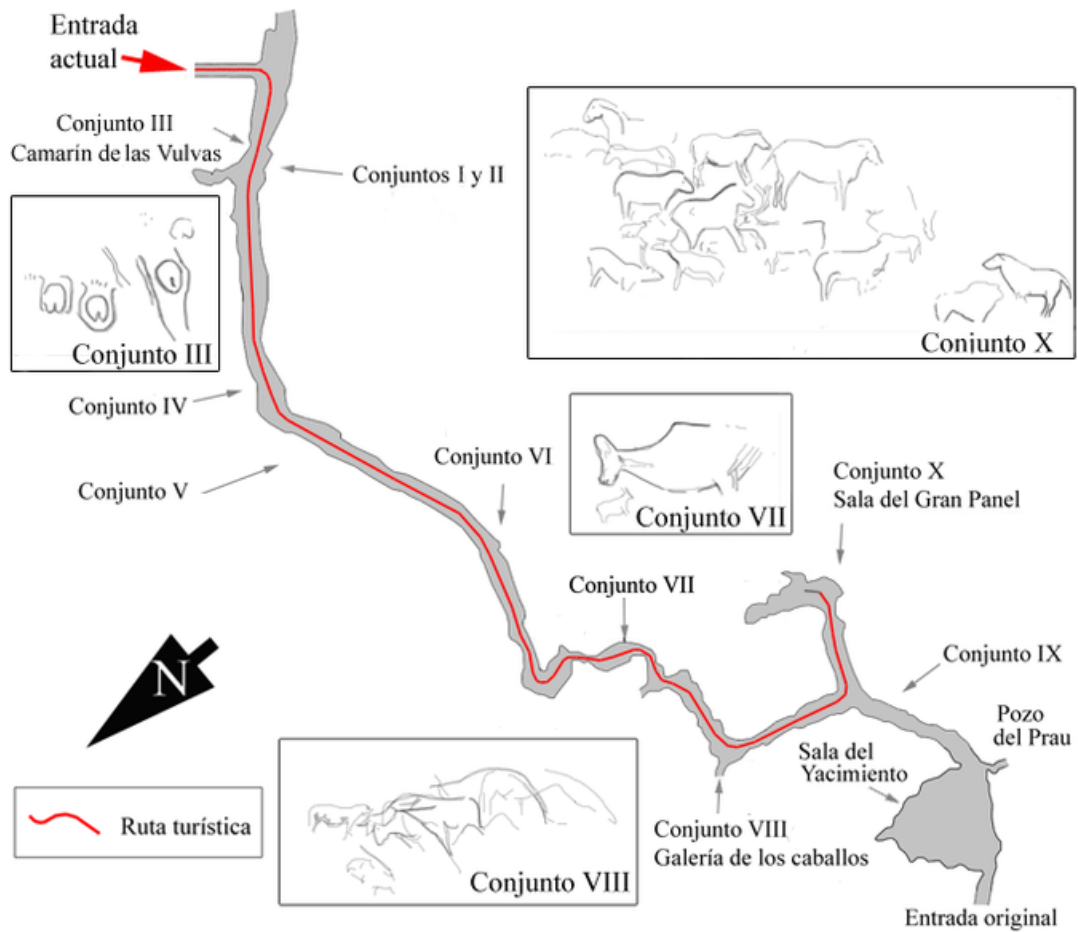 Entrada
actual
Conjunto III
Camarín de las Vulvas
Conjuntos I y II
Conjunto III
Conjunto X
Conjunto IV
Conjunto V
Conjunto VI
Conjunto VII
Conjunto X
Sala del Gran Panel
Conjunto VII
Conjunto IX
Pozo
del Prau
Sala del
Yacimiento
N
Ruta turística
Conjunto VIII
Conjunto VIII
Galería de los caballos
Entrada original